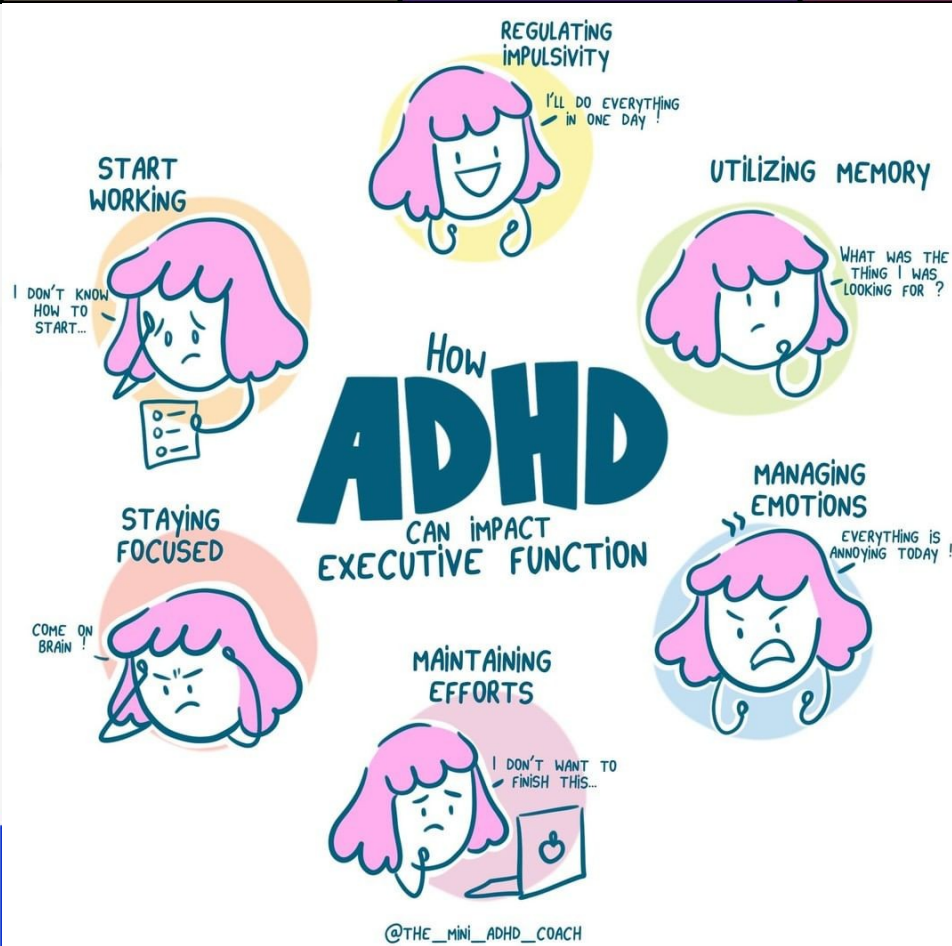 REGULATING
IMPULSIVITY
I'LL DO EVERYTHING
IN ONE DAY !
START
WORKING
I DON'T KNOW
HOW TO
START...
UTILIZING MEMORY
WHAT WAS THE
THING I WAS
LOOKING FOR ?
HOW
ADHD
CAN IMPACT
EXECUTIVE FUNCTION
MANAGING
EMOTIONS
EVERYTHING IS
ANNOYING TODAY !
STAYING
FOCUSED
COME ON
BRAIN !
MAINTAINING
EFFORTS
I DON'T WANT TO
FINISH THIS...
@THE_MINI_ADHD_COACH